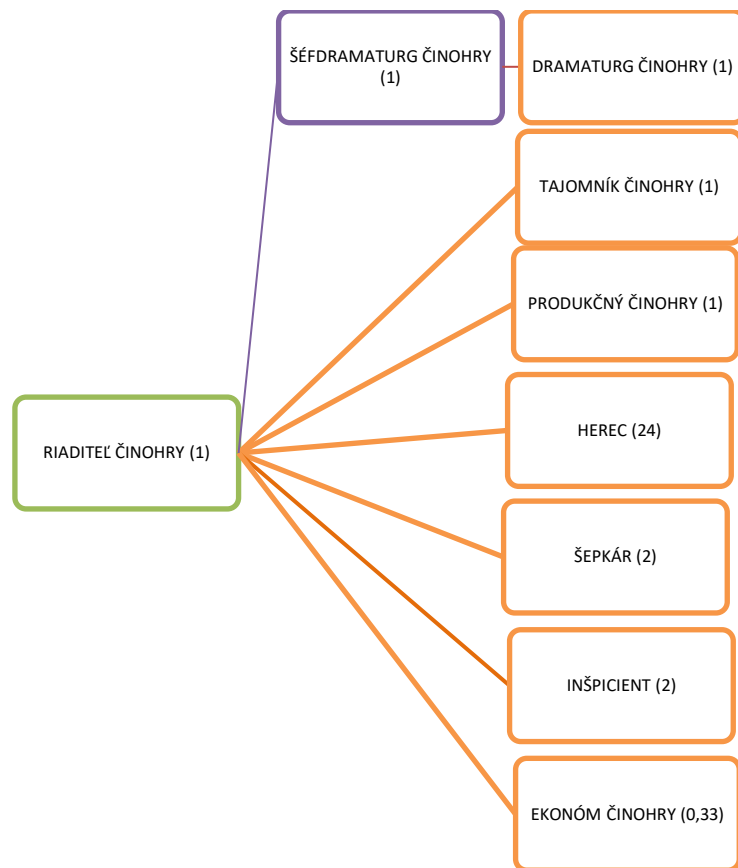 ŠÉFDRAMATURG ČINOHRY
(1)
DRAMATURG ČINOHRY (1)
TAJOMNÍK ČINOHRY (1)
PRODUKČNÝ ČINOHRY (1)
RIADITEĽ ČINOHRY (1)
HEREC (24)
ŠEPKÁR (2)
INŠPICIENT (2)
EKONÓM ČINOHRY (0,33)